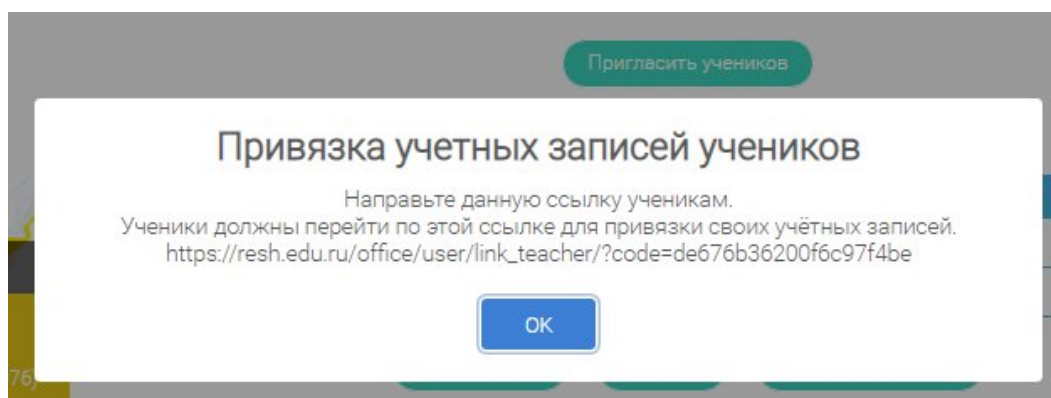 Пригласить учеников
Привязка учетных записей учеников
Направьте данную ссылку ученикам.
Ученики должны перейти по этой ссылке для привязки своих учётных записей.
https://resh.edu.ru/office/user/link_teacher/?code=de676b36200f6c97f4be
OK
76)